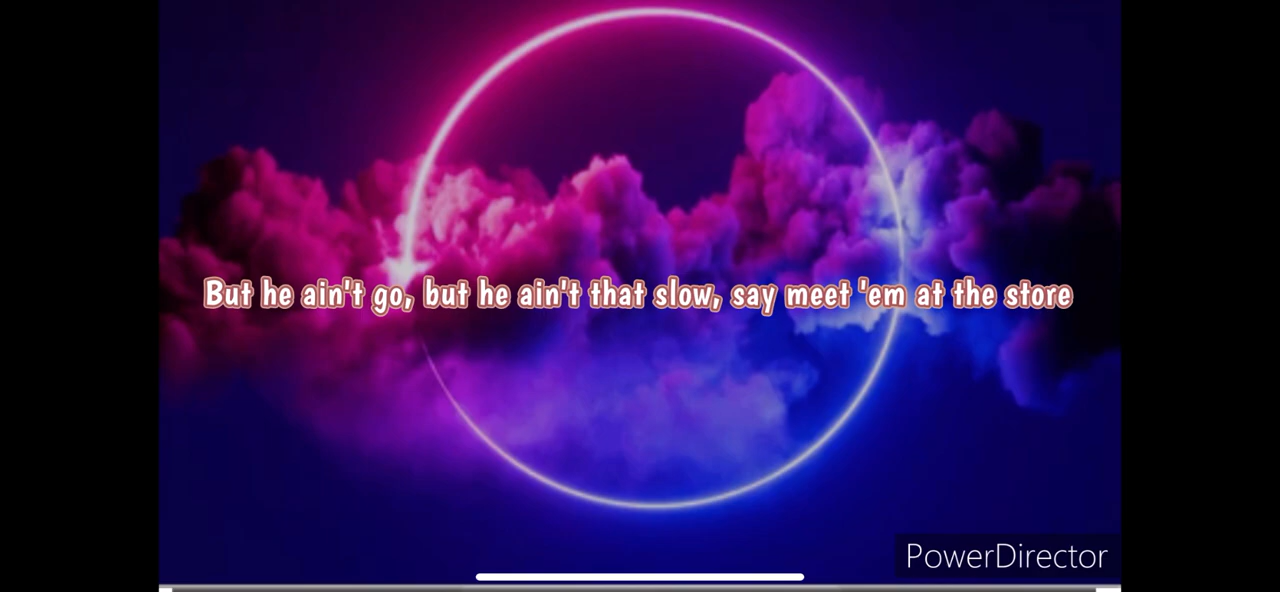 But he ain't go, but he ain't that slow, say meet 'em at the store
PowerDirector